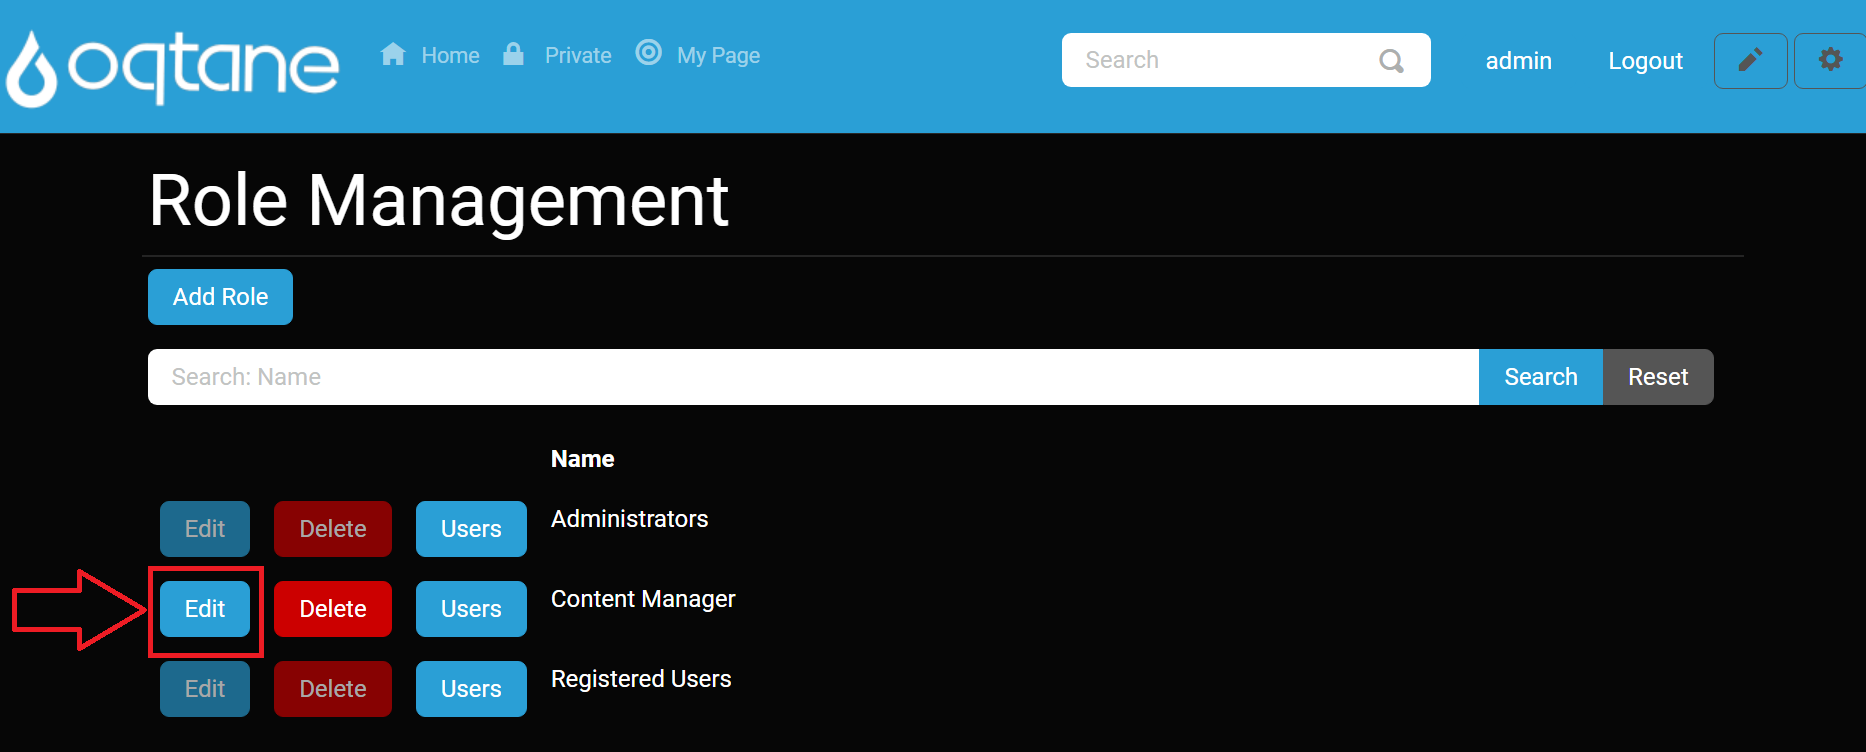 oqtane Home Private My Page Search admin Logout
Role Management
Add Role
Search: Name Search Reset
Name
Edit Delete Users Administrators
Edit Delete Users Content Manager
Edit Delete Users Registered Users